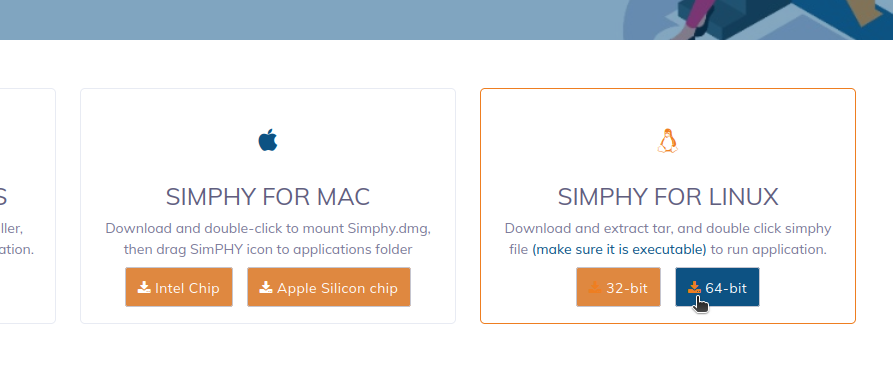 S
ller,
ation.
SIMPHY FOR MAC
Download and double-click to mount Simphy.dmg,
then drag SimPHY icon to applications folder
Intel Chip
Apple Silicon chip
SIMPHY FOR LINUX
Download and extract tar, and double click simphy
file (make sure it is executable) to run application.
32-bit
64-bit